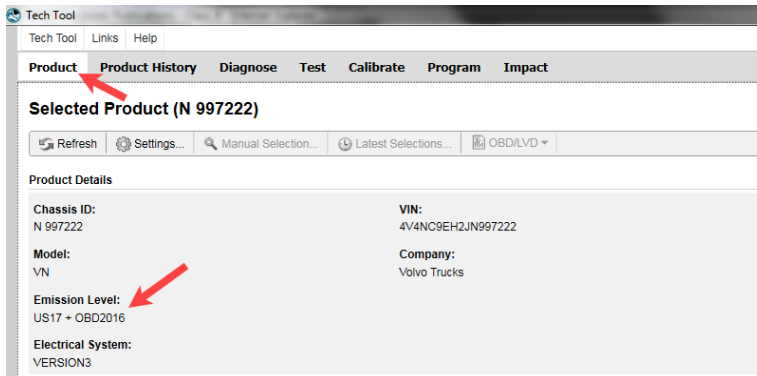 Tech Tool
Tech Tool Links Help
Product Product History Diagnose Test Calibrate Program Impact
Selected Product (N 997222)
Refresh Settings... Manual Selection... Latest Selections... OBD/LVD
Product Details
Chassis ID: VIN:
N 997222 4V4NC9EH2JN997222
Model: Company:
VN Volvo Trucks
Emission Level:
US17 + OBD2016
Electrical System:
VERSION3